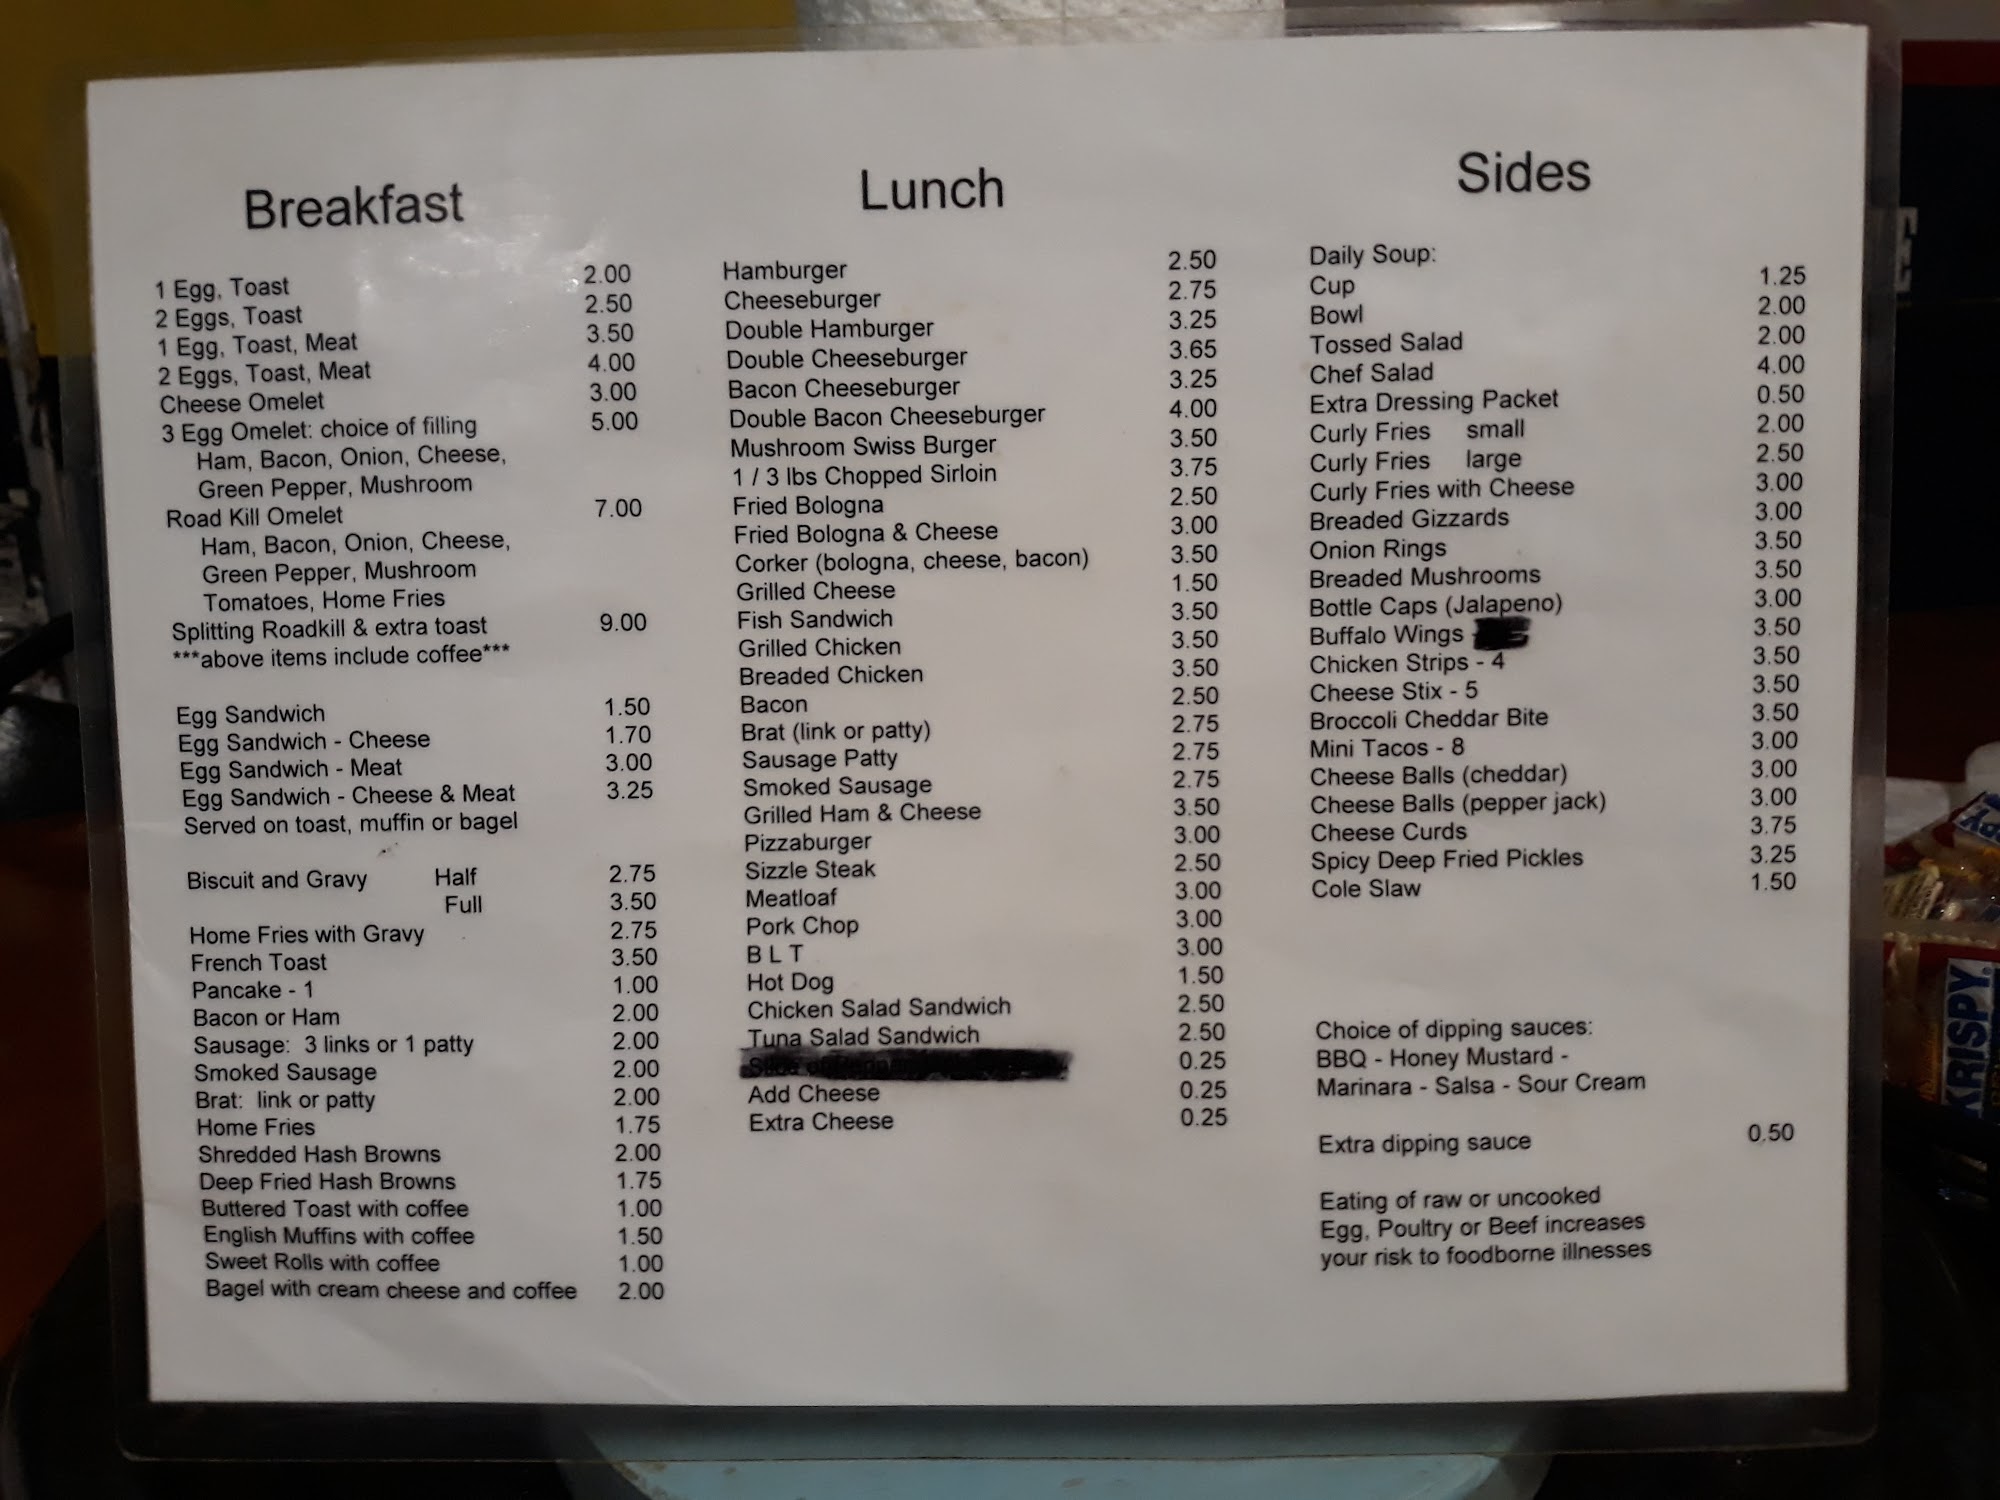 Breakfast
1 Egg, Toast 2.00
2 Eggs, Toast 2.50
1 Egg, Toast, Meat 3.50
2 Eggs, Toast, Meat 4.00
Cheese Omelet 3.00
3 Egg Omelet: choice of filling 5.00
Ham, Bacon, Onion, Cheese,
Green Pepper, Mushroom
Road Kill Omelet 7.00
Ham, Bacon, Onion, Cheese,
Green Pepper, Mushroom
Tomatoes, Home Fries
Splitting Roadkill & extra toast 9.00
***above items include coffee***
Egg Sandwich 1.50
Egg Sandwich - Cheese 1.70
Egg Sandwich - Meat 3.00
Egg Sandwich - Cheese & Meat 3.25
Served on toast, muffin or bagel
Biscuit and Gravy Half 2.75
Full 3.50
Home Fries with Gravy 2.75
French Toast 3.50
Pancake - 1 1.00
Bacon or Ham 2.00
Sausage: 3 links or 1 patty 2.00
Smoked Sausage 2.00
Brat: link or patty 2.00
Home Fries 1.75
Shredded Hash Browns 2.00
Deep Fried Hash Browns 1.75
Buttered Toast with coffee 1.00
English Muffins with coffee 1.50
Sweet Rolls with coffee 1.00
Bagel with cream cheese and coffee 2.00
Lunch
Hamburger 2.50
Cheeseburger 2.75
Double Hamburger 3.25
Double Cheeseburger 3.65
Bacon Cheeseburger 3.25
Double Bacon Cheeseburger 4.00
Mushroom Swiss Burger 3.50
1 / 3 lbs Chopped Sirloin 3.75
Fried Bologna 2.50
Fried Bologna & Cheese 3.00
Corker (bologna, cheese, bacon) 3.50
Grilled Cheese 1.50
Fish Sandwich 3.50
Grilled Chicken 3.50
Breaded Chicken 3.50
Bacon 2.50
Brat (link or patty) 2.75
Sausage Patty 2.75
Smoked Sausage 2.75
Grilled Ham & Cheese 3.50
Pizzaburger 3.00
Sizzle Steak 2.50
Meatloaf 3.00
Pork Chop 3.00
B L T 3.00
Hot Dog 1.50
Chicken Salad Sandwich 2.50
Tuna Salad Sandwich 2.50
0.25
Add Cheese 0.25
Extra Cheese 0.25
Sides
Daily Soup:
Cup 1.25
Bowl 2.00
Tossed Salad 2.00
Chef Salad 4.00
Extra Dressing Packet 0.50
Curly Fries small 2.00
Curly Fries large 2.50
Curly Fries with Cheese 3.00
Breaded Gizzards 3.00
Onion Rings 3.50
Breaded Mushrooms 3.50
Bottle Caps (Jalapeno) 3.00
Buffalo Wings 3.50
Chicken Strips - 4 3.50
Cheese Stix - 5 3.50
Broccoli Cheddar Bite 3.50
Mini Tacos - 8 3.00
Cheese Balls (cheddar) 3.00
Cheese Balls (pepper jack) 3.00
Cheese Curds 3.75
Spicy Deep Fried Pickles 3.25
Cole Slaw 1.50
Choice of dipping sauces:
BBQ - Honey Mustard -
Marinara - Salsa - Sour Cream
Extra dipping sauce 0.50
Eating of raw or uncooked
Egg, Poultry or Beef increases
your risk to foodborne illnesses
KRISPY